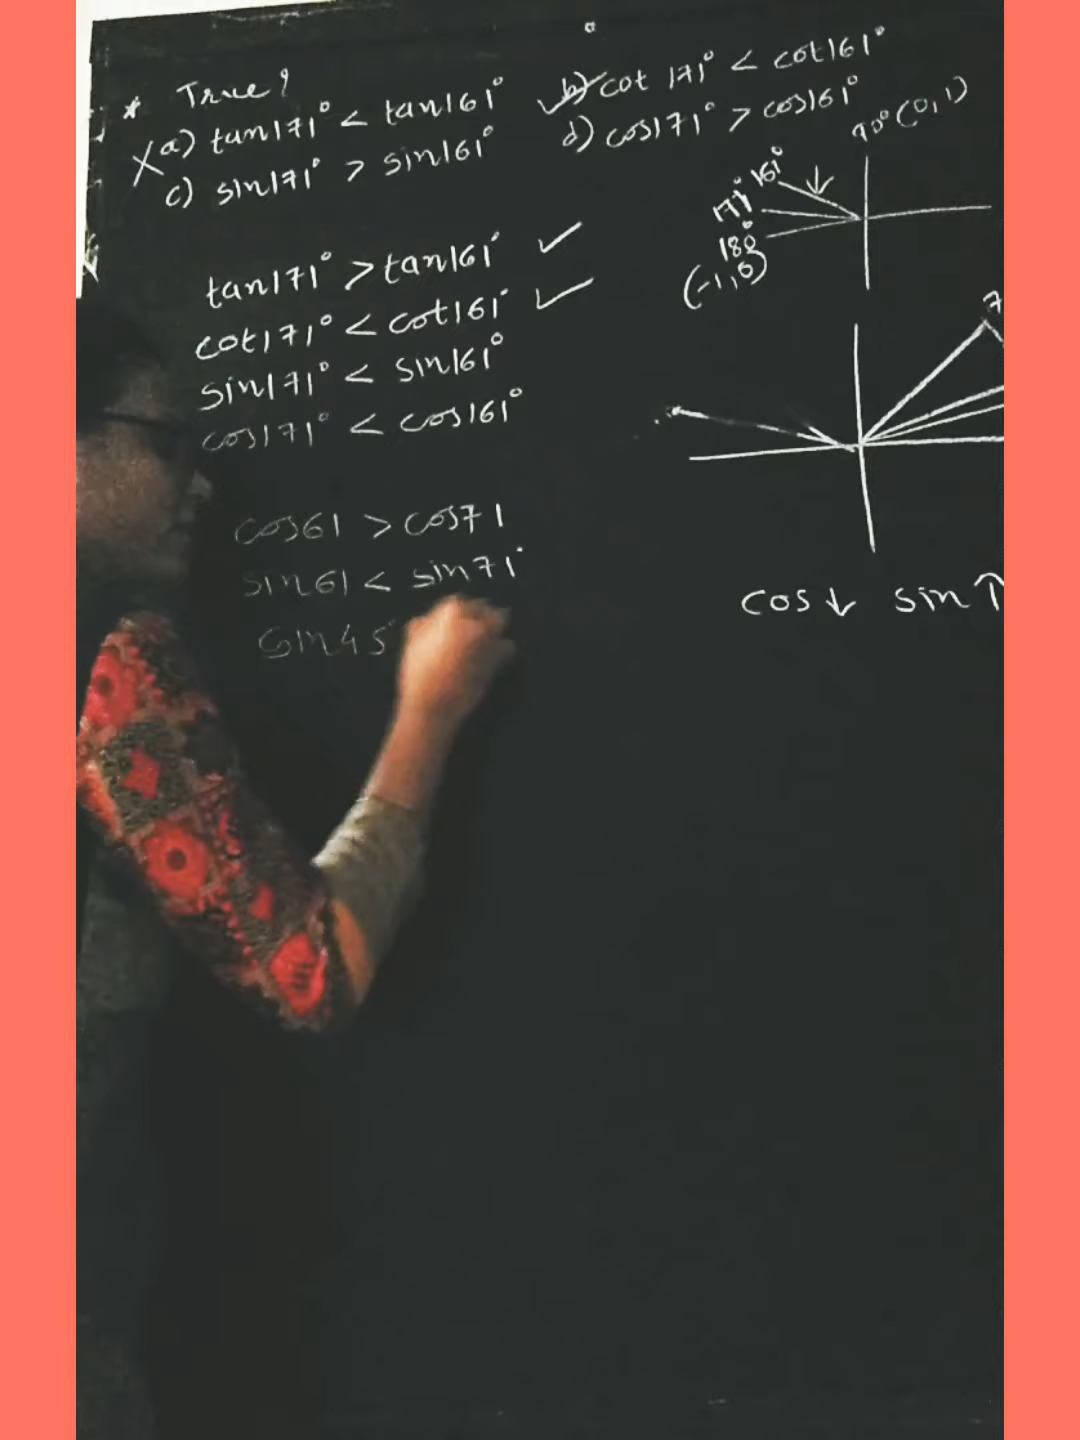 * True?
a) tan171° < tan161° b) cot 171° < cot161°
c) sin171° > sin161° d) cos171° > cos161°
90° (0,1)
161°
171°
180°
(-1,0)
tan171° > tan161° ✓
cot171° < cot161° ✓
sin171° < sin161°
cos171° < cos161°
7
cos61 > cos71
sin61 < sin71°
cos↓ sin↑
sin45°